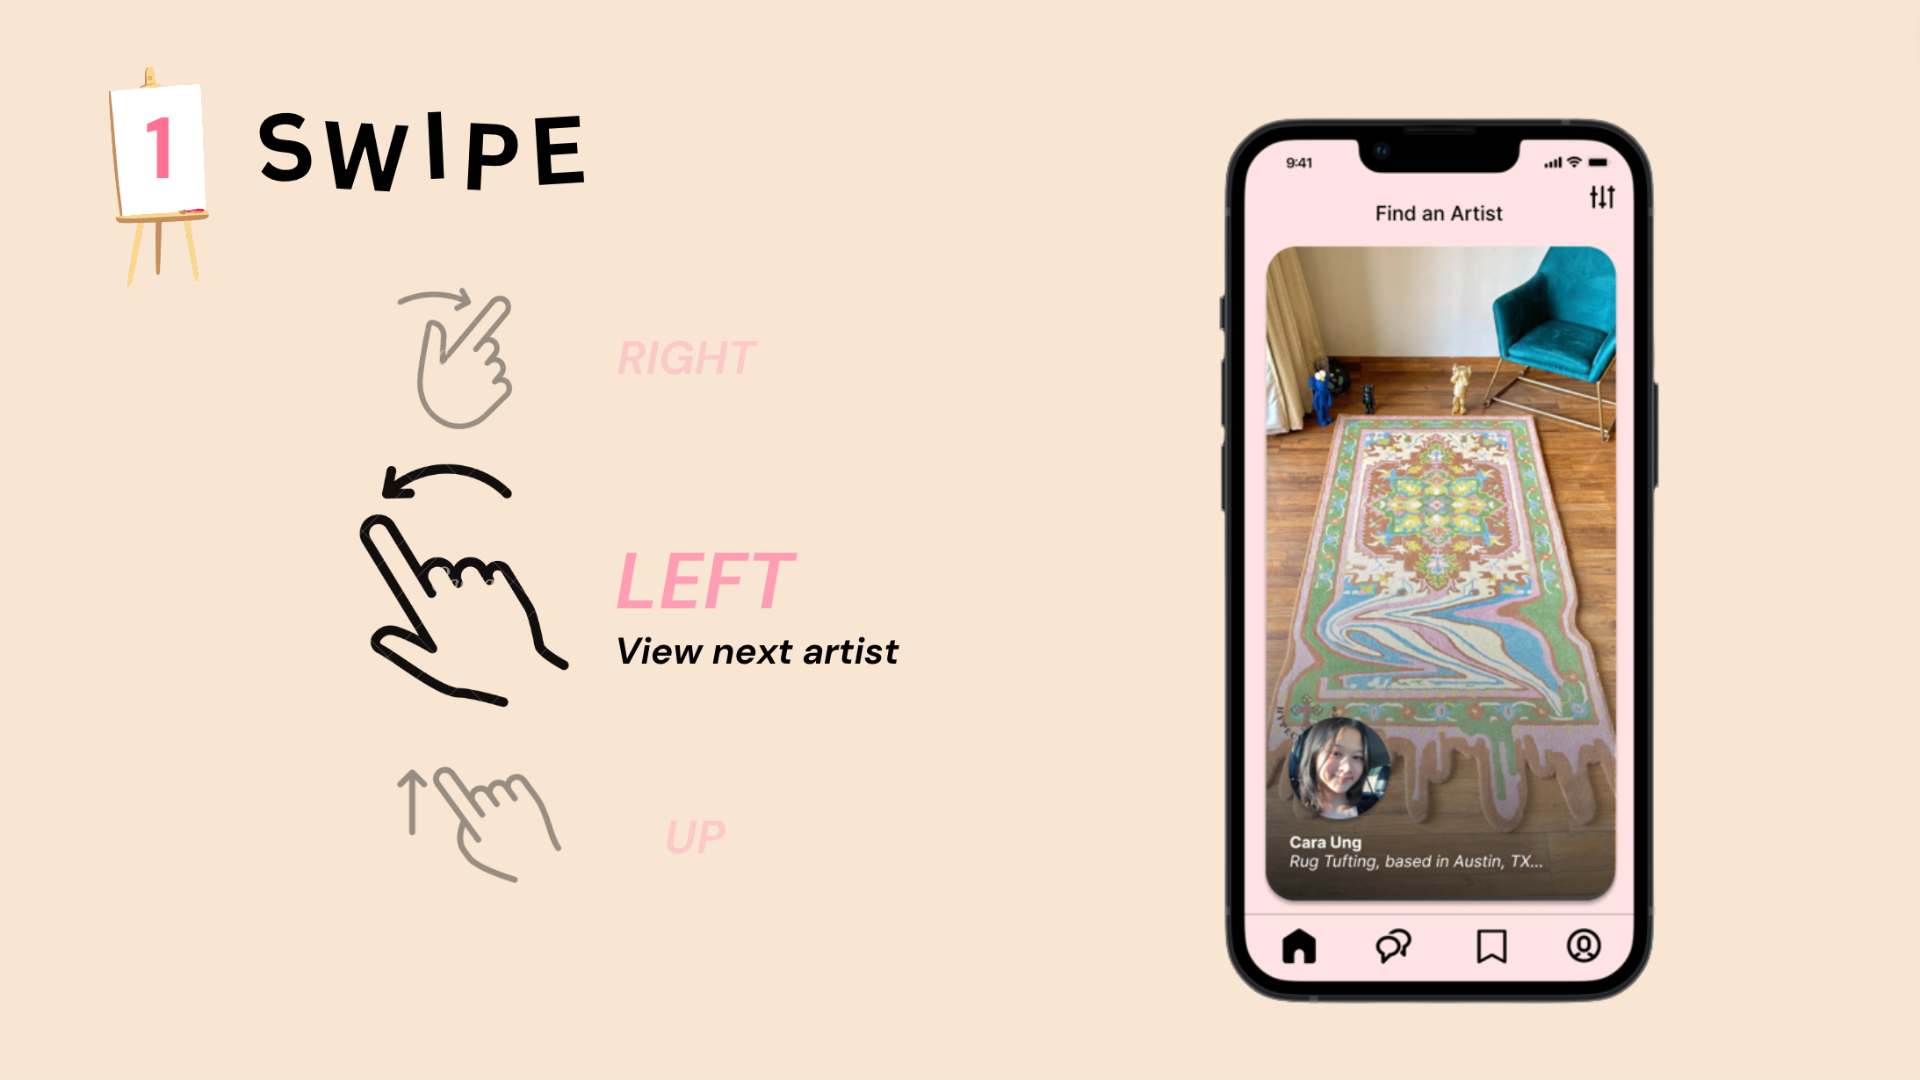 1
SWIPE
RIGHT
LEFT
View next artist
UP
9:41
Find an Artist
Cara Ung
Rug Tufting, based in Austin, TX...